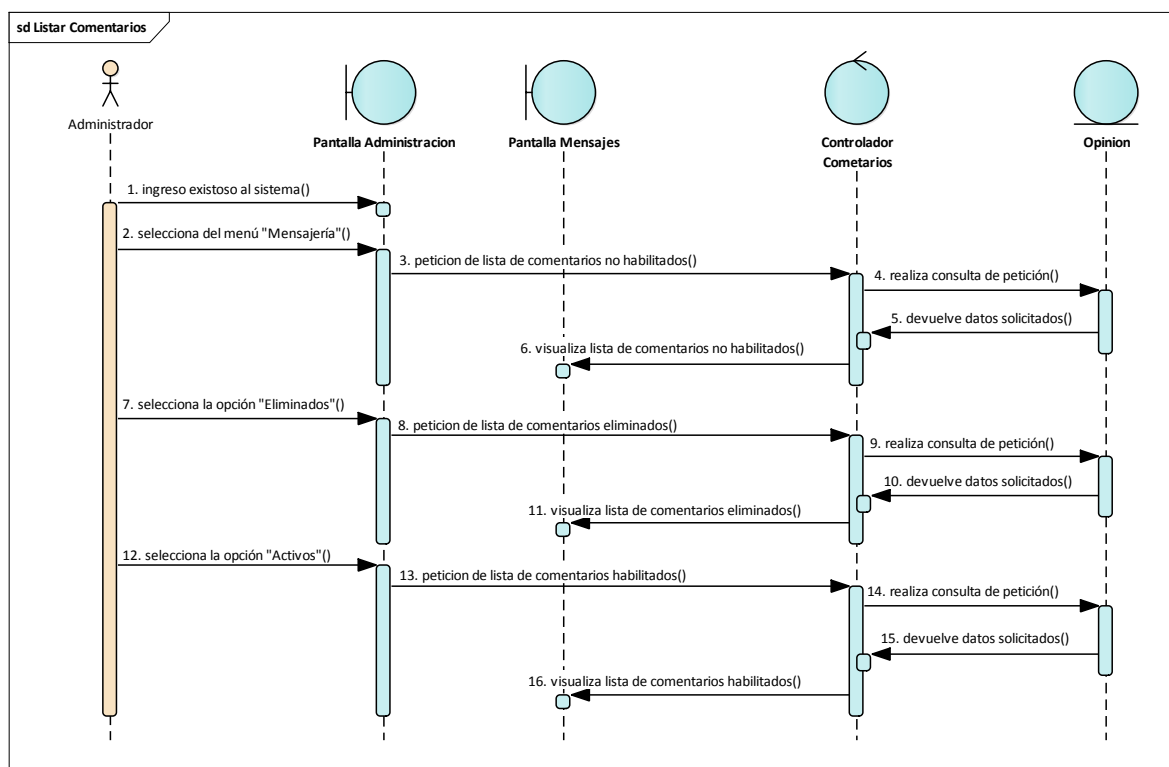 sd Listar Comentarios
Administrador
Pantalla Administracion
Pantalla Mensajes
Controlador
Cometarios
Opinion
1. ingreso existoso al sistema()
2. selecciona del menú "Mensajería"()
3. peticion de lista de comentarios no habilitados()
4. realiza consulta de petición()
5. devuelve datos solicitados()
6. visualiza lista de comentarios no habilitados()
7. selecciona la opción "Eliminados"()
8. peticion de lista de comentarios eliminados()
9. realiza consulta de petición()
10. devuelve datos solicitados()
11. visualiza lista de comentarios eliminados()
12. selecciona la opción "Activos"()
13. peticion de lista de comentarios habilitados()
14. realiza consulta de petición()
15. devuelve datos solicitados()
16. visualiza lista de comentarios habilitados()